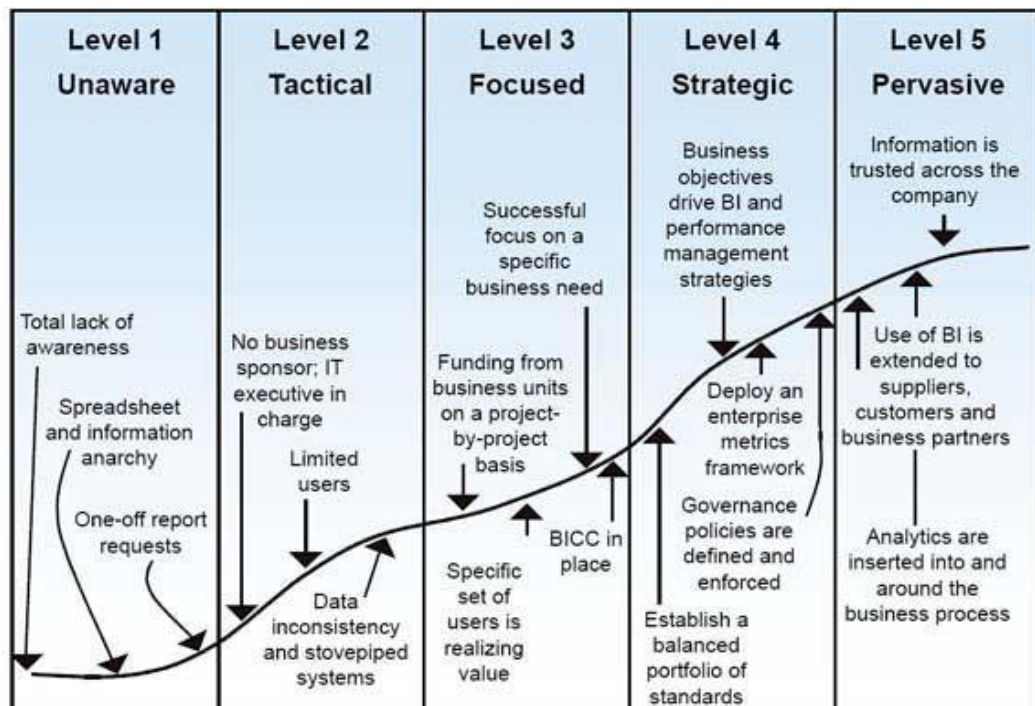 Level 1
Unaware
Level 2
Tactical
Level 3
Focused
Level 4
Strategic
Level 5
Pervasive
Total lack of
awareness
Spreadsheet
and information
anarchy
One-off report
requests
No business
sponsor; IT
executive in
charge
Limited
users
Data
inconsistency
and stovepiped
systems
Funding from
business units
on a project-
by-project
basis
Specific
set of
users is
realizing
value
Successful
focus on a
specific
business need
BICC in
place
Establish a
balanced
portfolio of
standards
Business
objectives
drive BI and
performance
management
strategies
Deploy an
enterprise
metrics
framework
Governance
policies are
defined and
enforced
Information is
trusted across the
company
Use of BI is
extended to
suppliers,
customers and
business partners
Analytics are
inserted into and
around the
business process